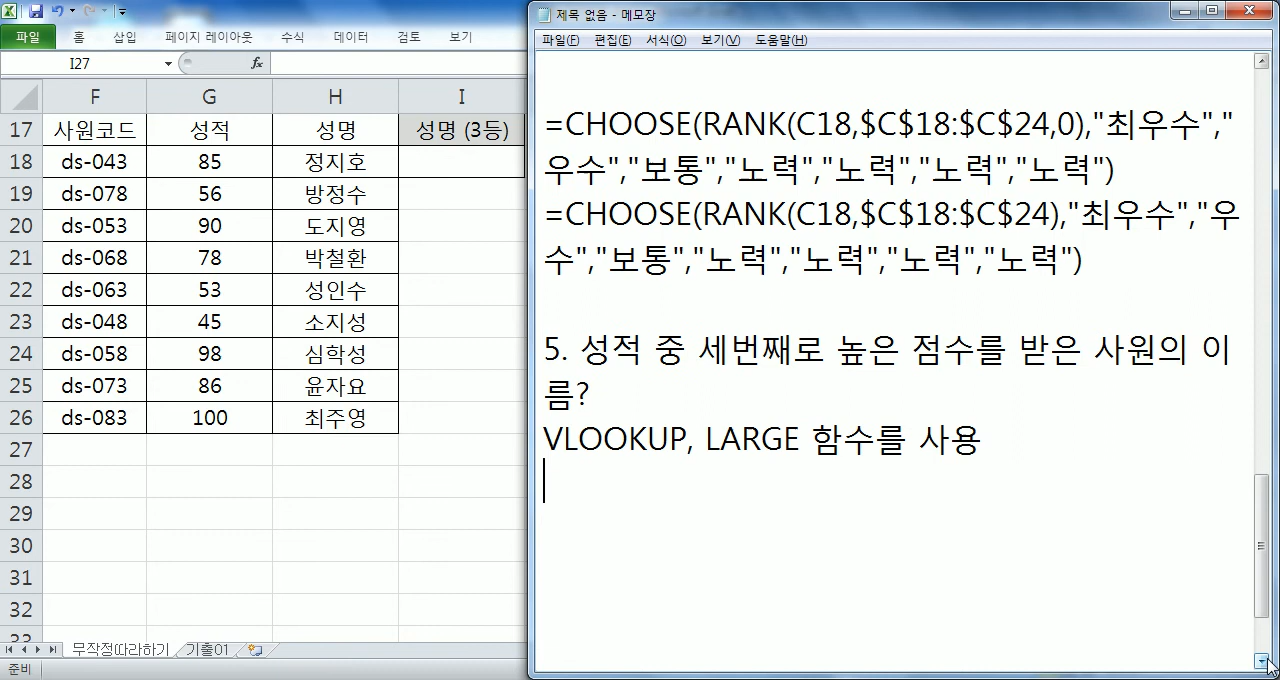 제목 없음 - 메모장
파일 홈 삽입 페이지 레이아웃 수식 데이터 검토 보기
파일(F) 편집(E) 서식(O) 보기(V) 도움말(H)
I27 fx
F G H I
17 사원코드 성적 성명 성명 (3등)
18 ds-043 85 정지호
19 ds-078 56 방정수
20 ds-053 90 도지영
21 ds-068 78 박철환
22 ds-063 53 성인수
23 ds-048 45 소지성
24 ds-058 98 심학성
25 ds-073 86 윤자요
26 ds-083 100 최주영
27
28
29
30
31
32
33
무작정따라하기 기출01
준비
=CHOOSE(RANK(C18,$C$18:$C$24,0),"최우수","
우수","보통","노력","노력","노력","노력")
=CHOOSE(RANK(C18,$C$18:$C$24),"최우수","우
수","보통","노력","노력","노력","노력")
5. 성적 중 세번째로 높은 점수를 받은 사원의 이
름?
VLOOKUP, LARGE 함수를 사용